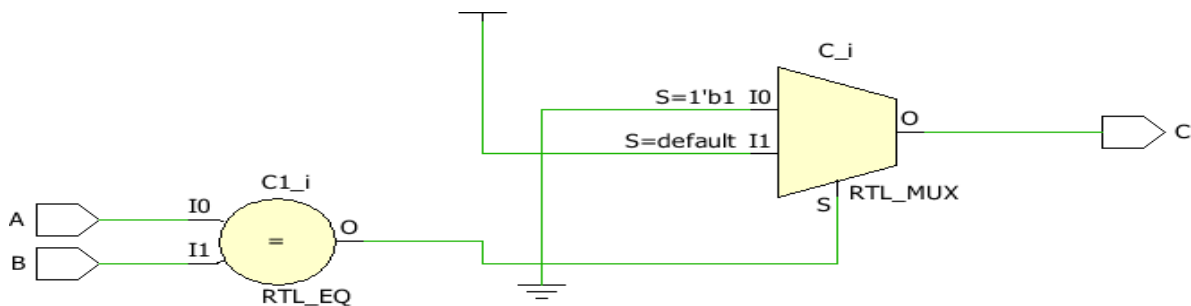 C_i
S=1'b1 I0
O
C
S=default I1
RTL_MUX
S
C1_i
A
I0
O
B
I1
=
RTL_EQ